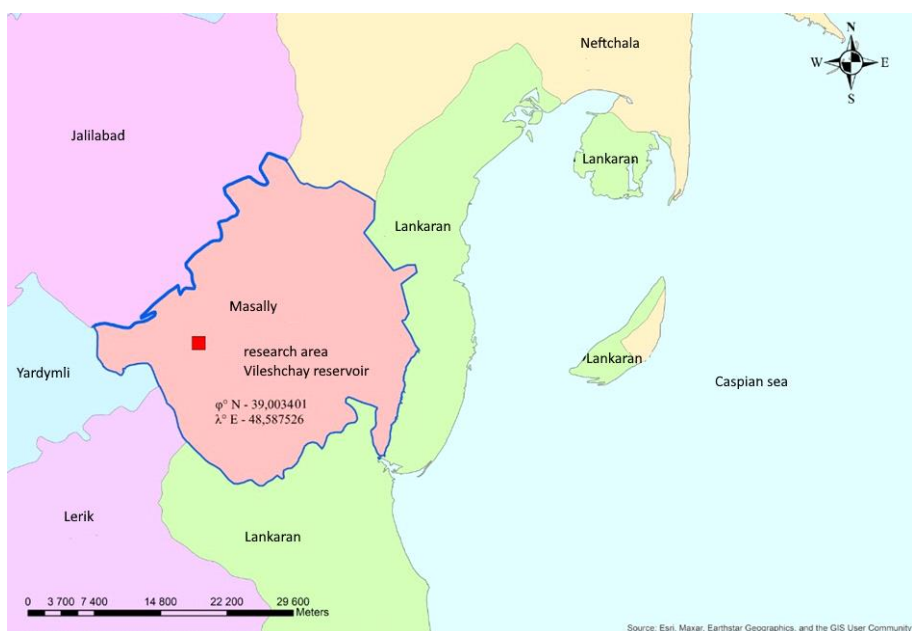 Neftchala
N
W E
S
Jalilabad
Lankaran
Lankaran
Masally
research area
Vileshchay reservoir
Lankaran
Yardymli
Caspian sea
φ° N - 39,003401
λ° E - 48,587526
Lerik
Lankaran
0 3 700 7 400 14 800 22 200 29 600
Meters
Source: Esri, Maxar, Earthstar Geographics, and the GIS User Community